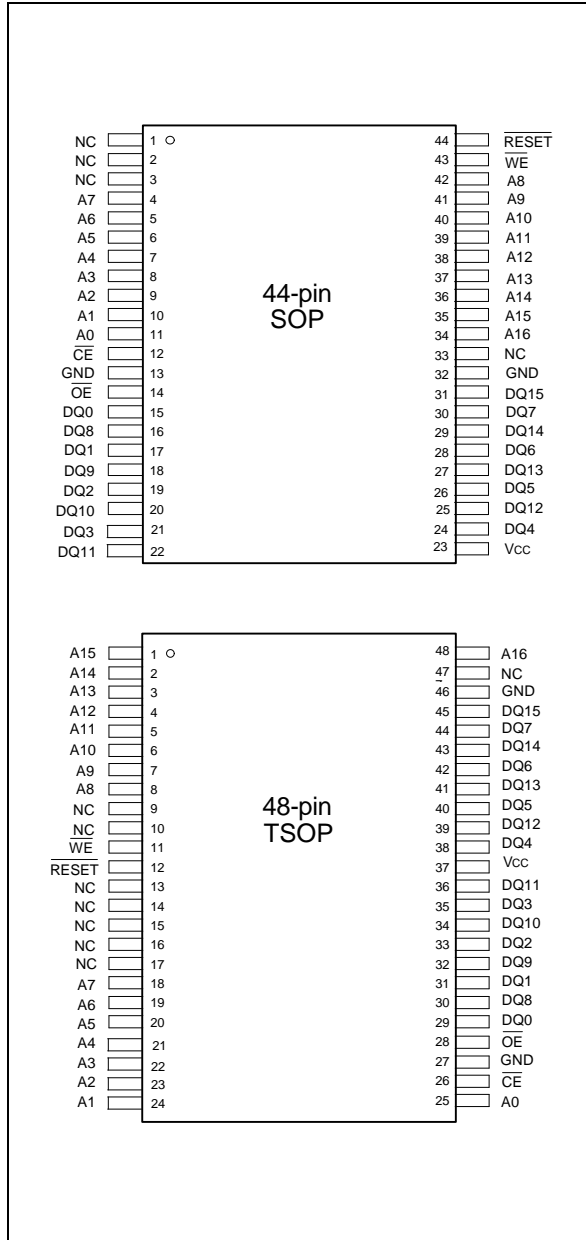 NC 1 44 R̅E̅S̅E̅T̅
NC 2 43 W̅E̅
NC 3 42 A8
A7 4 41 A9
A6 5 40 A10
A5 6 39 A11
A4 7 38 A12
A3 8 37 A13
A2 9 36 A14
A1 10 35 A15
A0 11 34 A16
C̅E̅ 12 33 NC
GND 13 32 GND
O̅E̅ 14 31 DQ15
DQ0 15 30 DQ7
DQ8 16 29 DQ14
DQ1 17 28 DQ6
DQ9 18 27 DQ13
DQ2 19 26 DQ5
DQ10 20 25 DQ12
DQ3 21 24 DQ4
DQ11 22 23 VCC
44-pin
SOP
A15 1 48 A16
A14 2 47 NC
A13 3 46 GND
A12 4 45 DQ15
A11 5 44 DQ7
A10 6 43 DQ14
A9 7 42 DQ6
A8 8 41 DQ13
NC 9 40 DQ5
NC 10 39 DQ12
W̅E̅ 11 38 DQ4
R̅E̅S̅E̅T̅ 12 37 VCC
NC 13 36 DQ11
NC 14 35 DQ3
NC 15 34 DQ10
NC 16 33 DQ2
NC 17 32 DQ9
A7 18 31 DQ1
A6 19 30 DQ8
A5 20 29 DQ0
A4 21 28 O̅E̅
A3 22 27 GND
A2 23 26 C̅E̅
A1 24 25 A0
48-pin
TSOP